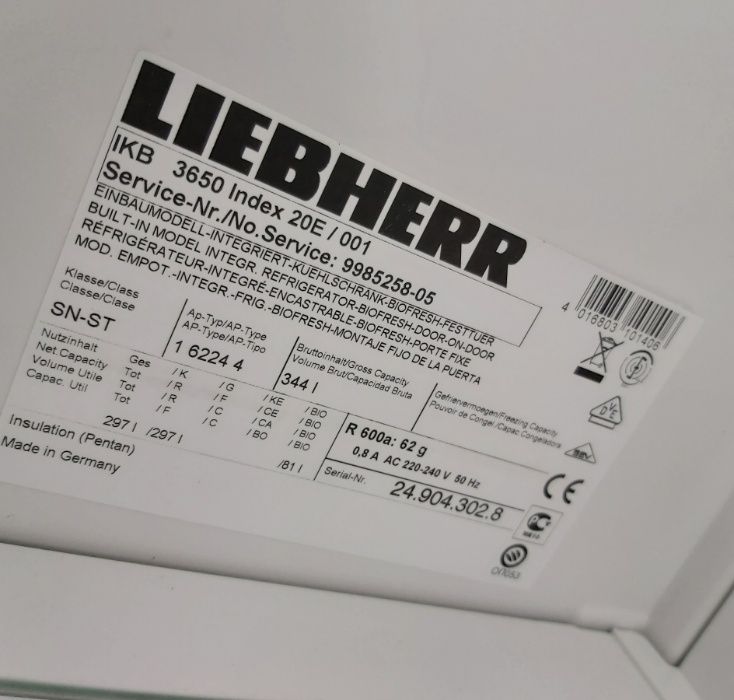 LIEBHERR
IKB 3650 Index 20E / 001
Service-Nr./No.Service: 9985258-05
EINBAUMODELL-INTEGRIERT-KUEHLSCHRANK-BIOFRESH-FESTTUER
BUILT-IN MODEL INTEGR. REFRIGERATOR-BIOFRESH-DOOR-ON-DOOR
RÉFRIGÉRATEUR-INTEGRÉ-ENCASTRABLE-BIOFRESH-PORTE FIXE
MOD. EMPOT.-INTEGR.-FRIG.-BIOFRESH-MONTAJE FIJO DE LA PUERTA
4 016803 101406
Klasse/Class
Classe/Clase
SN-ST
Ap-Typ/AP-Type
AP-Type/AP-Tipo
1 6224 4
Bruttoinhalt/Gross Capacity
Volume Brut/Capacidad Bruta
344 l
Gefriervermoegen/Freezing Capacity
Pouvoir de Congel./Capac.Congeladora
Nutzinhalt Ges /K /G /KE /BIO
Net.Capacity Tot /R /F /CE /BIO
Volume Utile Tot /R /C /CA /BIO
Capac. Util Tot /F /C /BO /BIO
297 l /297 l /81 l
R 600a: 62 g
0,8 A AC 220-240 V 50 Hz
Insulation (Pentan)
Made in Germany
Serial-Nr. 24.904.302.8
CE